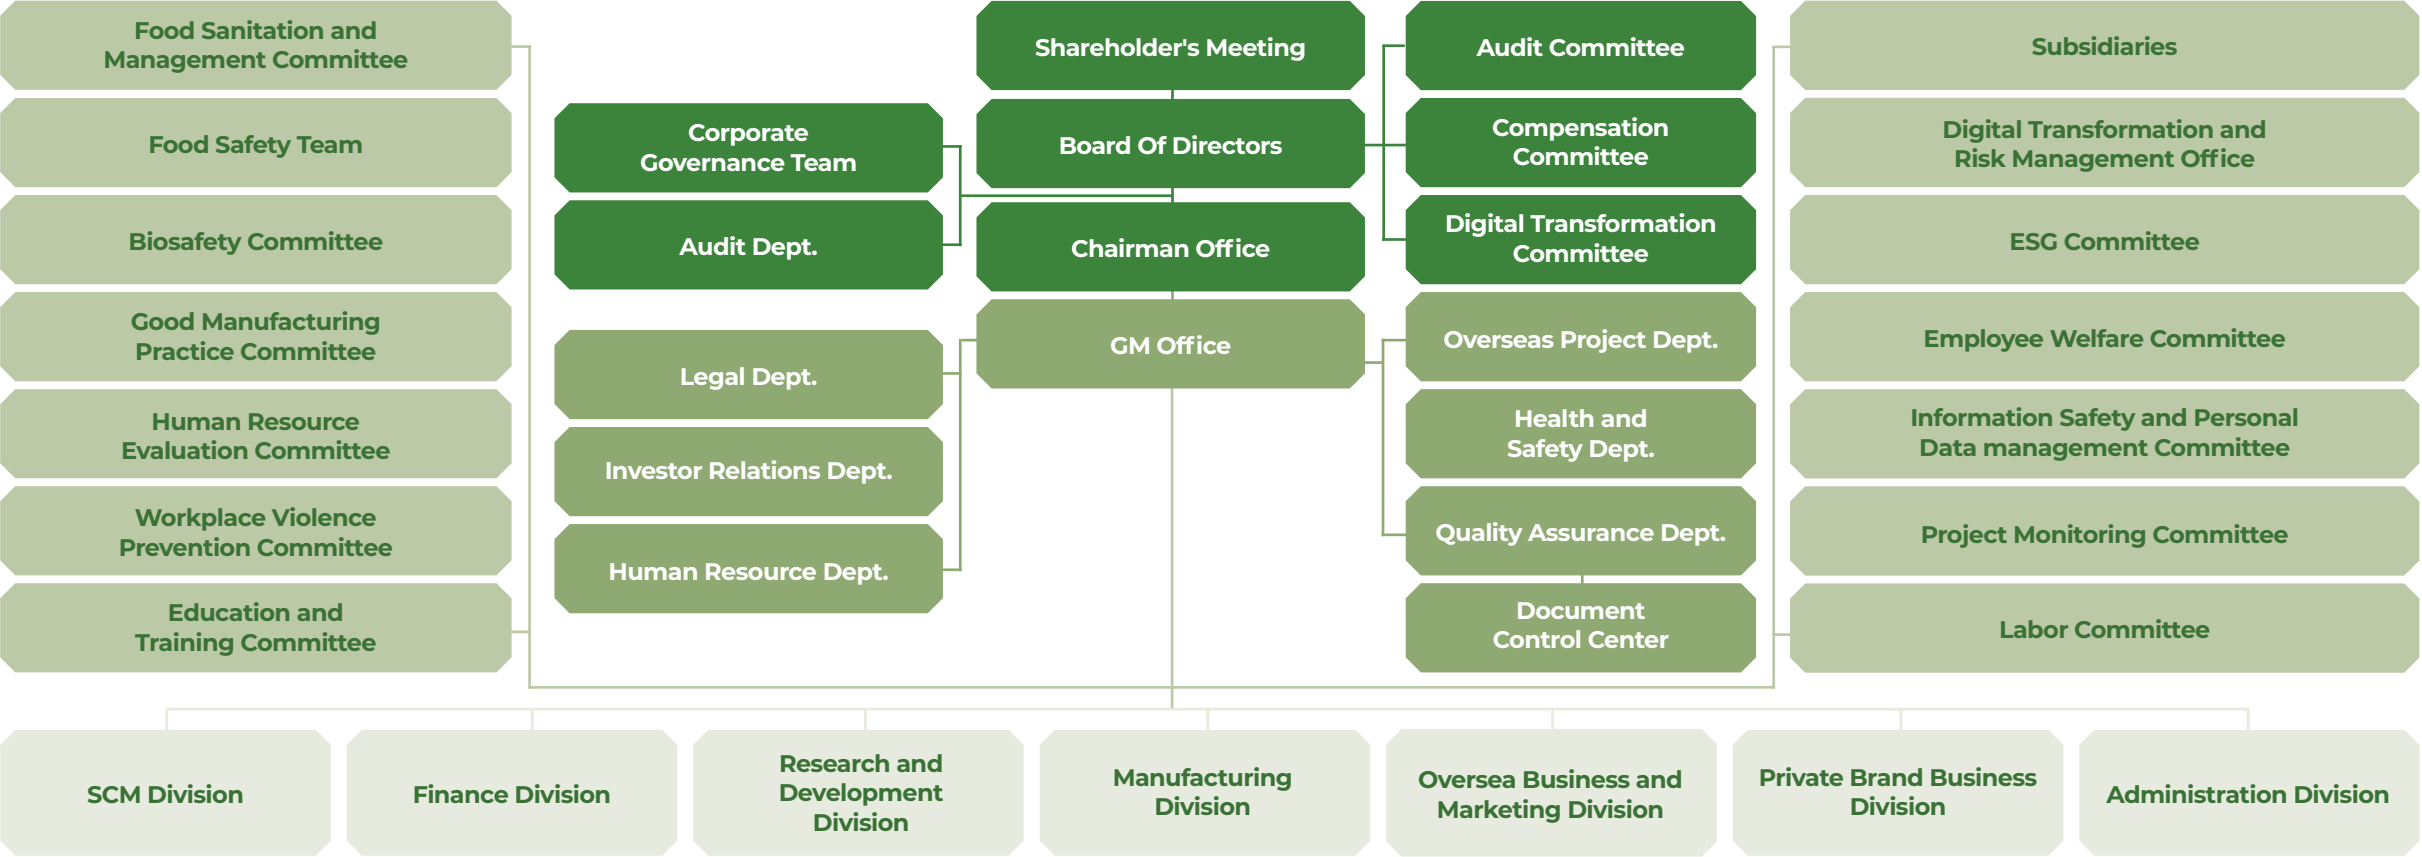 Food Sanitation and
Management Committee
Food Safety Team
Biosafety Committee
Good Manufacturing
Practice Committee
Human Resource
Evaluation Committee
Workplace Violence
Prevention Committee
Education and
Training Committee
Corporate
Governance Team
Audit Dept.
Legal Dept.
Investor Relations Dept.
Human Resource Dept.
Shareholder's Meeting
Board Of Directors
Chairman Office
GM Office
Audit Committee
Compensation
Committee
Digital Transformation
Committee
Overseas Project Dept.
Health and
Safety Dept.
Quality Assurance Dept.
Document
Control Center
Subsidiaries
Digital Transformation and
Risk Management Office
ESG Committee
Employee Welfare Committee
Information Safety and Personal
Data management Committee
Project Monitoring Committee
Labor Committee
SCM Division
Finance Division
Research and
Development
Division
Manufacturing
Division
Oversea Business and
Marketing Division
Private Brand Business
Division
Administration Division